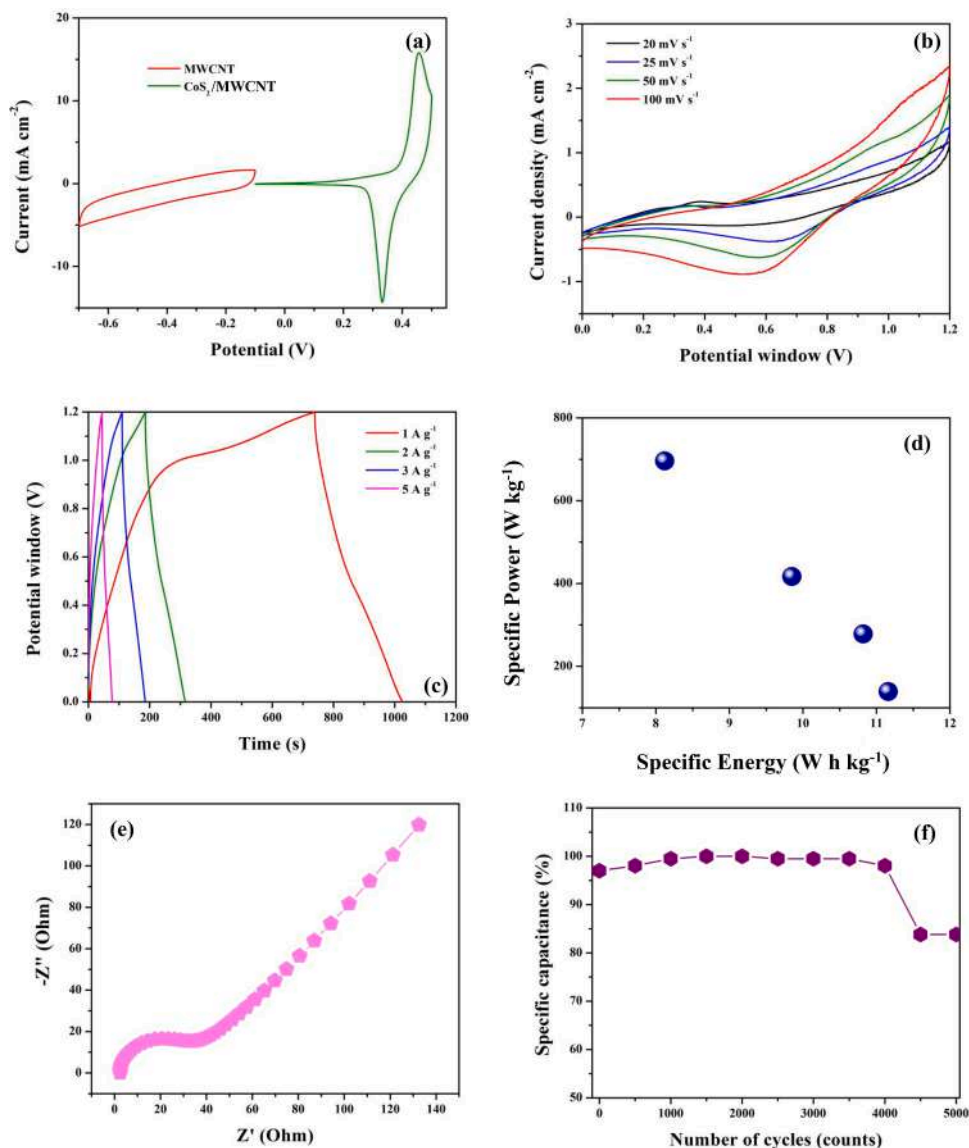 (a)
20
10
0
-10
Current (mA cm-2)
MWCNT
CoS2/MWCNT
-0.6 -0.4 -0.2 0.0 0.2 0.4
Potential (V)
(b)
3
2
1
0
-1
Current density (mA cm-2)
20 mV s-1
25 mV s-1
50 mV s-1
100 mV s-1
0.0 0.2 0.4 0.6 0.8 1.0 1.2
Potential window (V)
1.2
1.0
0.8
0.6
0.4
0.2
0.0
Potential window (V)
1 A g-1
2 A g-1
3 A g-1
5 A g-1
(c)
0 200 400 600 800 1000 1200
Time (s)
(d)
800
600
400
200
Specific Power (W kg-1)
7 8 9 10 11 12
Specific Energy (W h kg-1)
(e)
120
100
80
60
40
20
0
-Z'' (Ohm)
0 20 40 60 80 100 120 140
Z' (Ohm)
(f)
110
100
90
80
70
60
50
Specific capacitance (%)
0 1000 2000 3000 4000 5000
Number of cycles (counts)